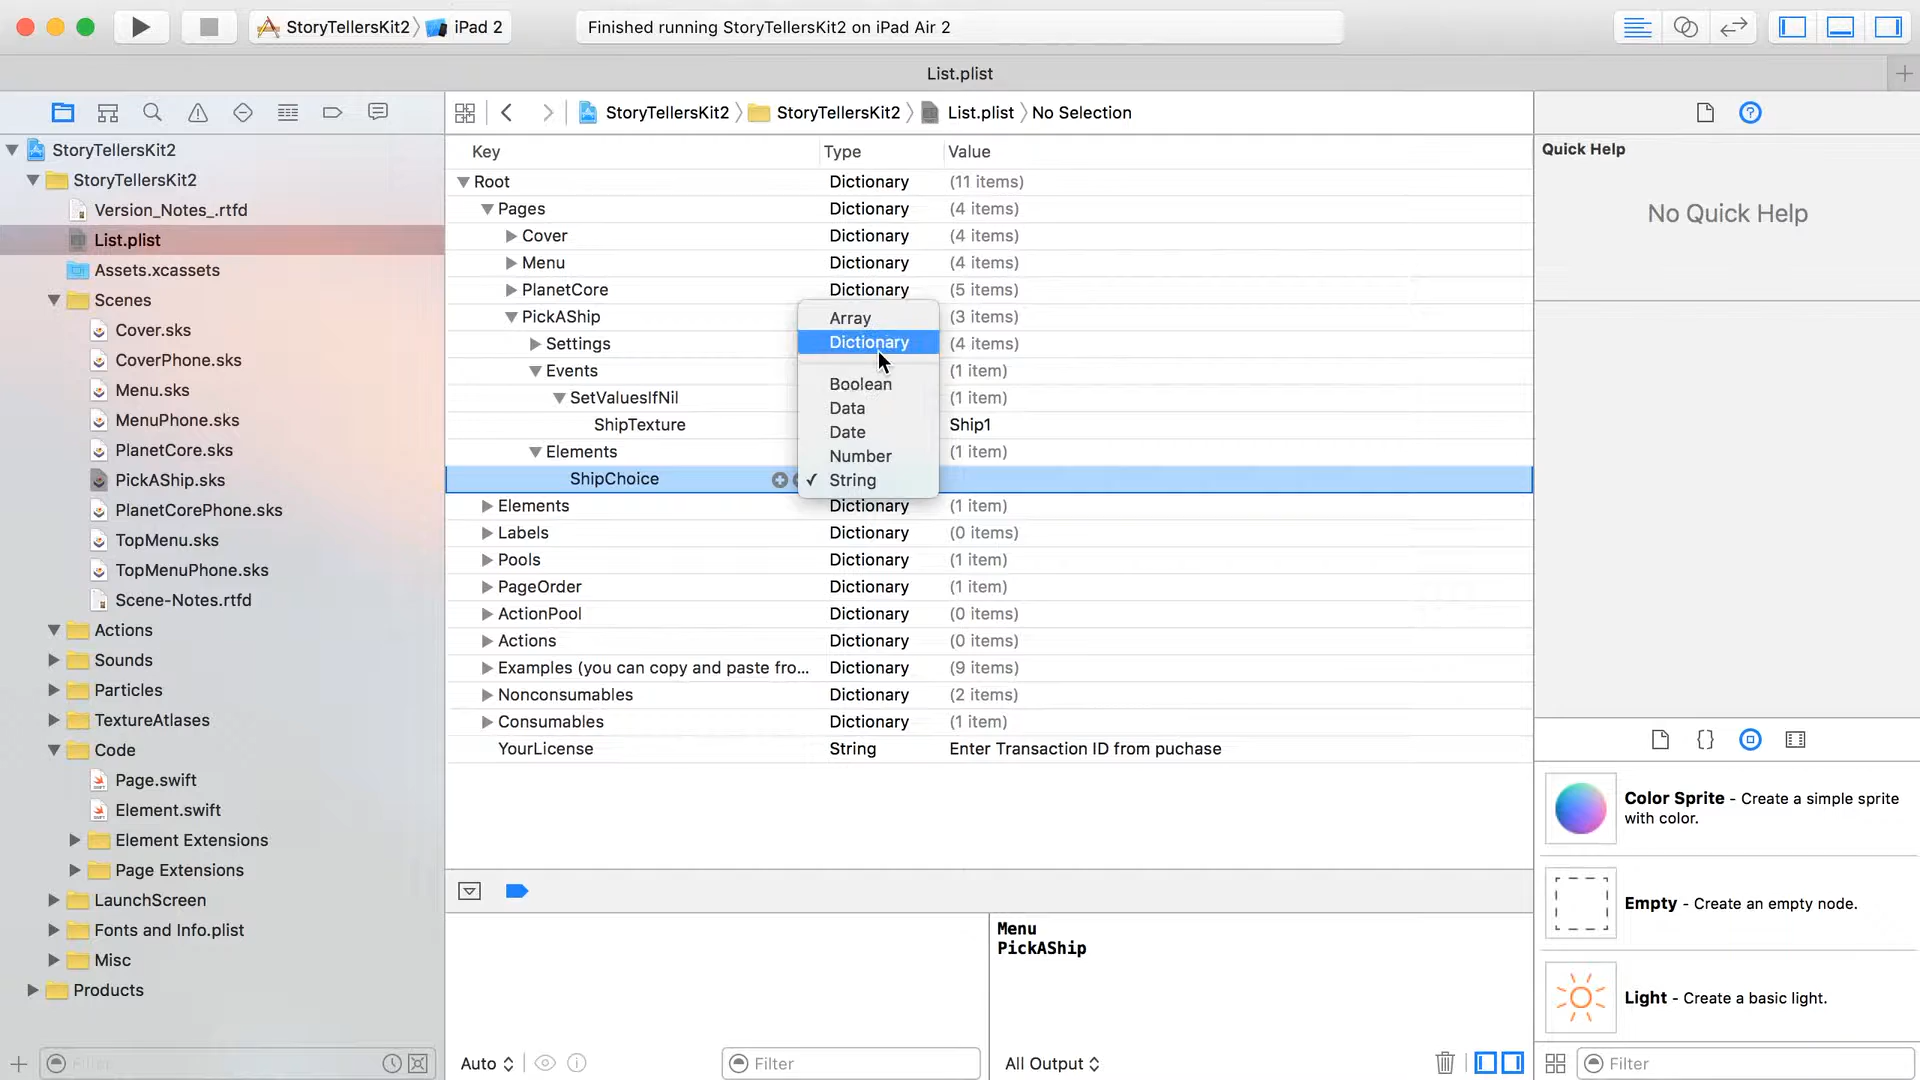 StoryTellersKit2 〉 iPad 2
Finished running StoryTellersKit2 on iPad Air 2
List.plist
StoryTellersKit2 〉 StoryTellersKit2 〉 List.plist 〉 No Selection
StoryTellersKit2
StoryTellersKit2
Version_Notes_.rtfd
List.plist
Assets.xcassets
Scenes
Cover.sks
CoverPhone.sks
Menu.sks
MenuPhone.sks
PlanetCore.sks
PickAShip.sks
PlanetCorePhone.sks
TopMenu.sks
TopMenuPhone.sks
Scene-Notes.rtfd
Actions
Sounds
Particles
TextureAtlases
Code
Page.swift
Element.swift
Element Extensions
Page Extensions
LaunchScreen
Fonts and Info.plist
Misc
Products
Filter
Key Type Value
Root Dictionary (11 items)
Pages Dictionary (4 items)
Cover Dictionary (4 items)
Menu Dictionary (4 items)
PlanetCore Dictionary (5 items)
PickAShip (3 items)
Settings (4 items)
Events (1 item)
SetValuesIfNil (1 item)
ShipTexture Ship1
Elements (1 item)
ShipChoice
Array
Dictionary
Boolean
Data
Date
Number
✓ String
Elements Dictionary (1 item)
Labels Dictionary (0 items)
Pools Dictionary (1 item)
PageOrder Dictionary (1 item)
ActionPool Dictionary (0 items)
Actions Dictionary (0 items)
Examples (you can copy and paste fro... Dictionary (9 items)
Nonconsumables Dictionary (2 items)
Consumables Dictionary (1 item)
YourLicense String Enter Transaction ID from puchase
Menu
PickAShip
Auto
Filter
All Output
Quick Help
No Quick Help
Color Sprite - Create a simple sprite
with color.
Empty - Create an empty node.
Light - Create a basic light.
Filter